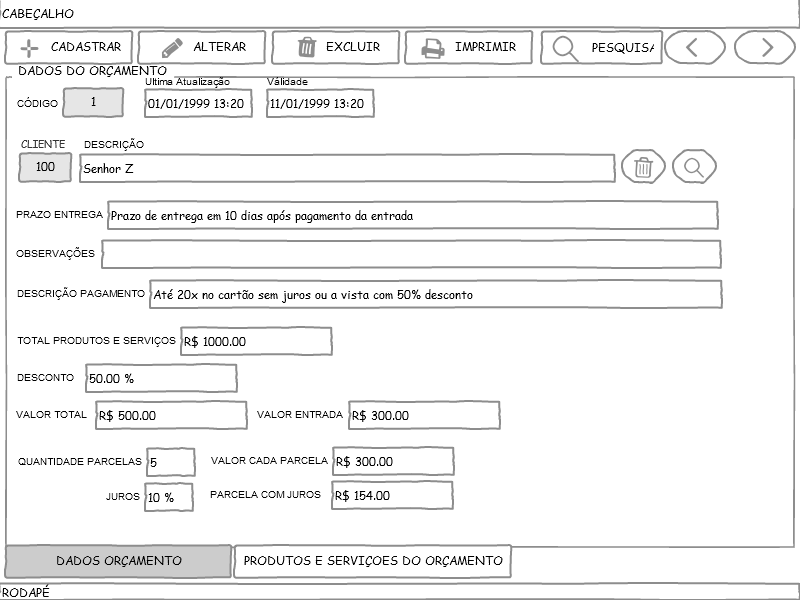 CABEÇALHO
CADASTRAR ALTERAR EXCLUIR IMPRIMIR PESQUISA
DADOS DO ORÇAMENTO
Ultima Atualização Válidade
CÓDIGO 1 01/01/1999 13:20 11/01/1999 13:20
CLIENTE DESCRIÇÃO
100 Senhor Z
PRAZO ENTREGA Prazo de entrega em 10 dias após pagamento da entrada
OBSERVAÇÕES
DESCRIÇÃO PAGAMENTO Até 20x no cartão sem juros ou a vista com 50% desconto
TOTAL PRODUTOS E SERVIÇOS R$ 1000.00
DESCONTO 50.00 %
VALOR TOTAL R$ 500.00 VALOR ENTRADA R$ 300.00
QUANTIDADE PARCELAS 5 VALOR CADA PARCELA R$ 300.00
JUROS 10 % PARCELA COM JUROS R$ 154.00
DADOS ORÇAMENTO PRODUTOS E SERVIÇOES DO ORÇAMENTO
RODAPÉ